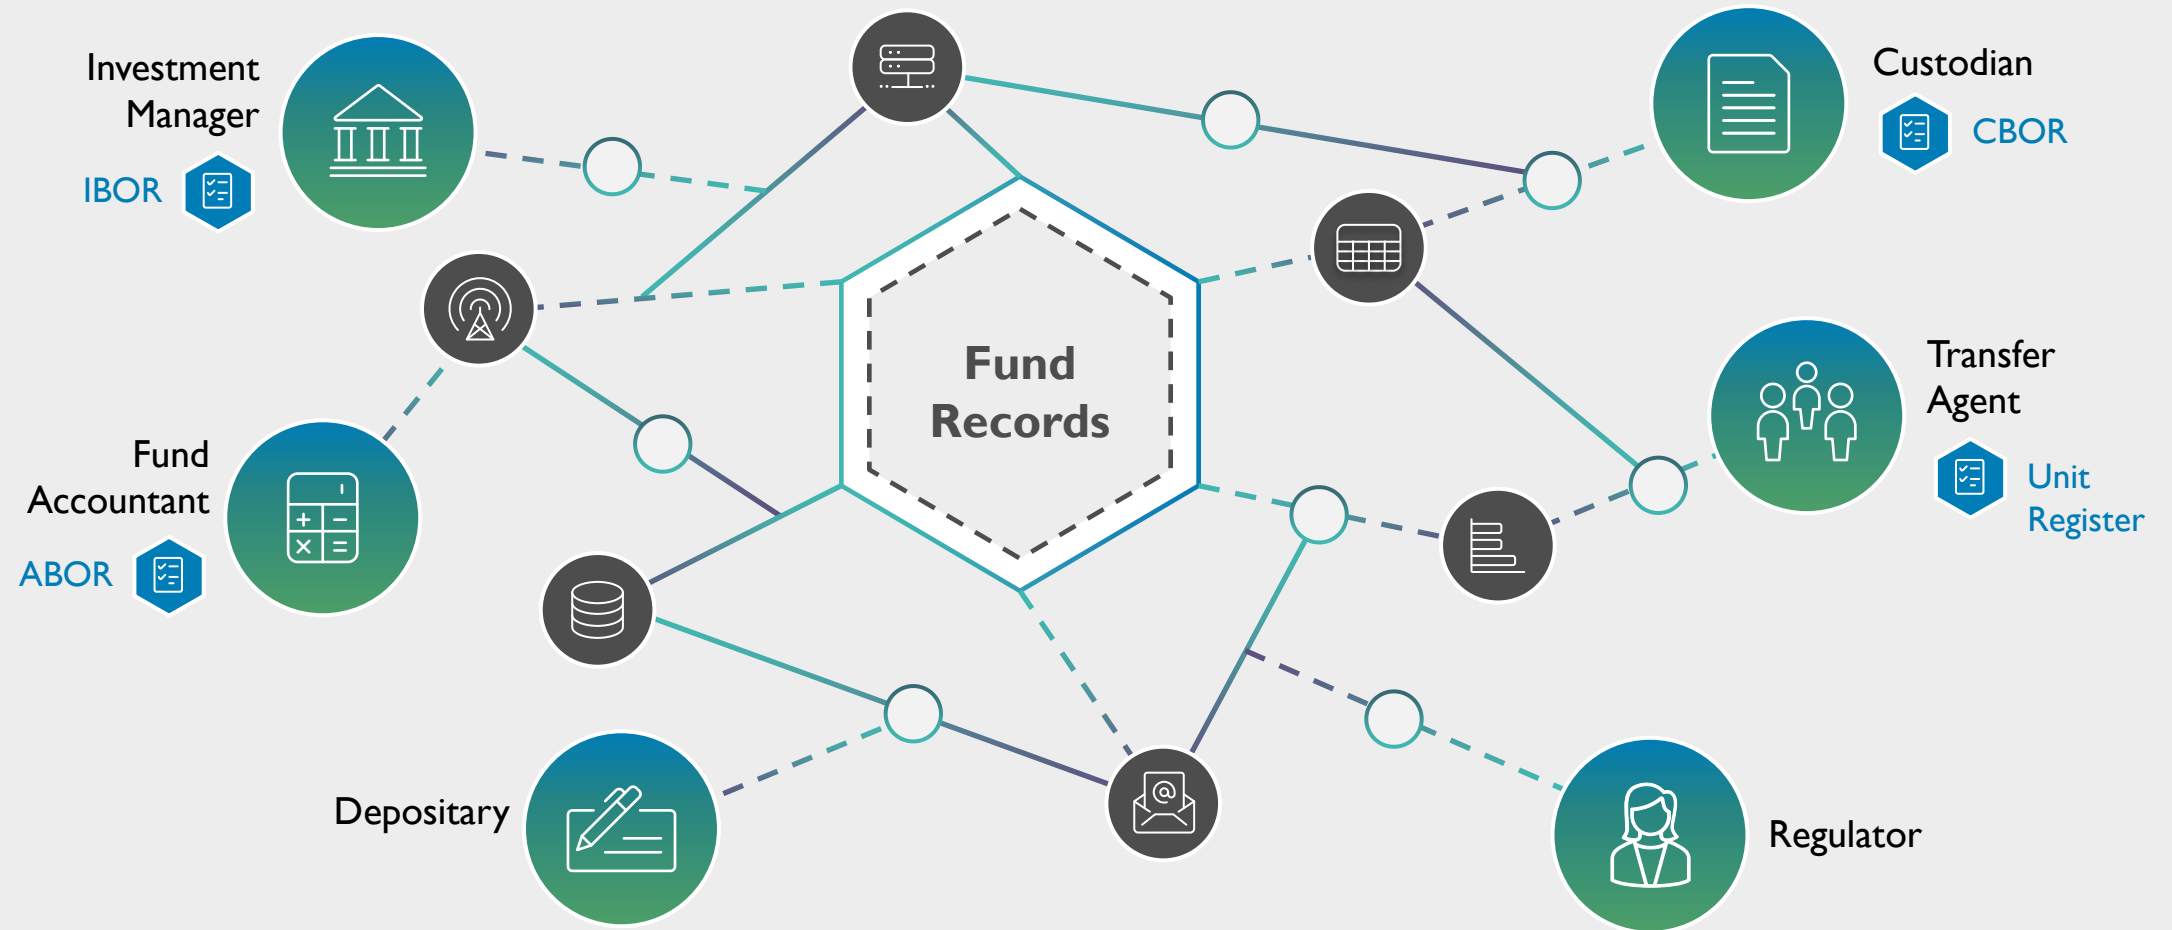 Investment
Manager
IBOR
Custodian
CBOR
Fund
Records
Transfer
Agent
Unit
Register
Fund
Accountant
ABOR
Depositary
Regulator